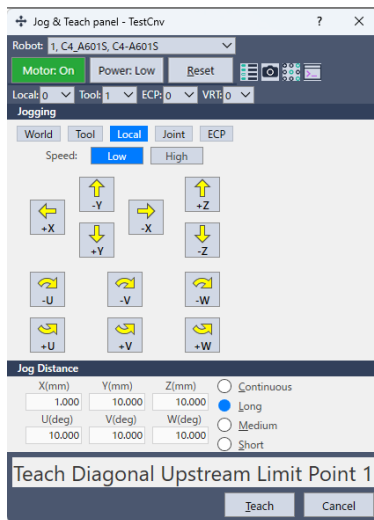 Jog & Teach panel - TestCnv ? ×
Robot: 1, C4_A601S, C4-A601S
Motor: On Power: Low Reset
Local: 0 Tool: 1 ECP: 0 VRT: 0
Jogging
World Tool Local Joint ECP
Speed: Low High
+X -Y -X +Z
+Y -Z
-U -V -W
+U +V +W
Jog Distance
X(mm) Y(mm) Z(mm) Continuous
1.000 10.000 10.000 Long
U(deg) V(deg) W(deg) Medium
10.000 10.000 10.000 Short
Teach Diagonal Upstream Limit Point 1
Teach Cancel